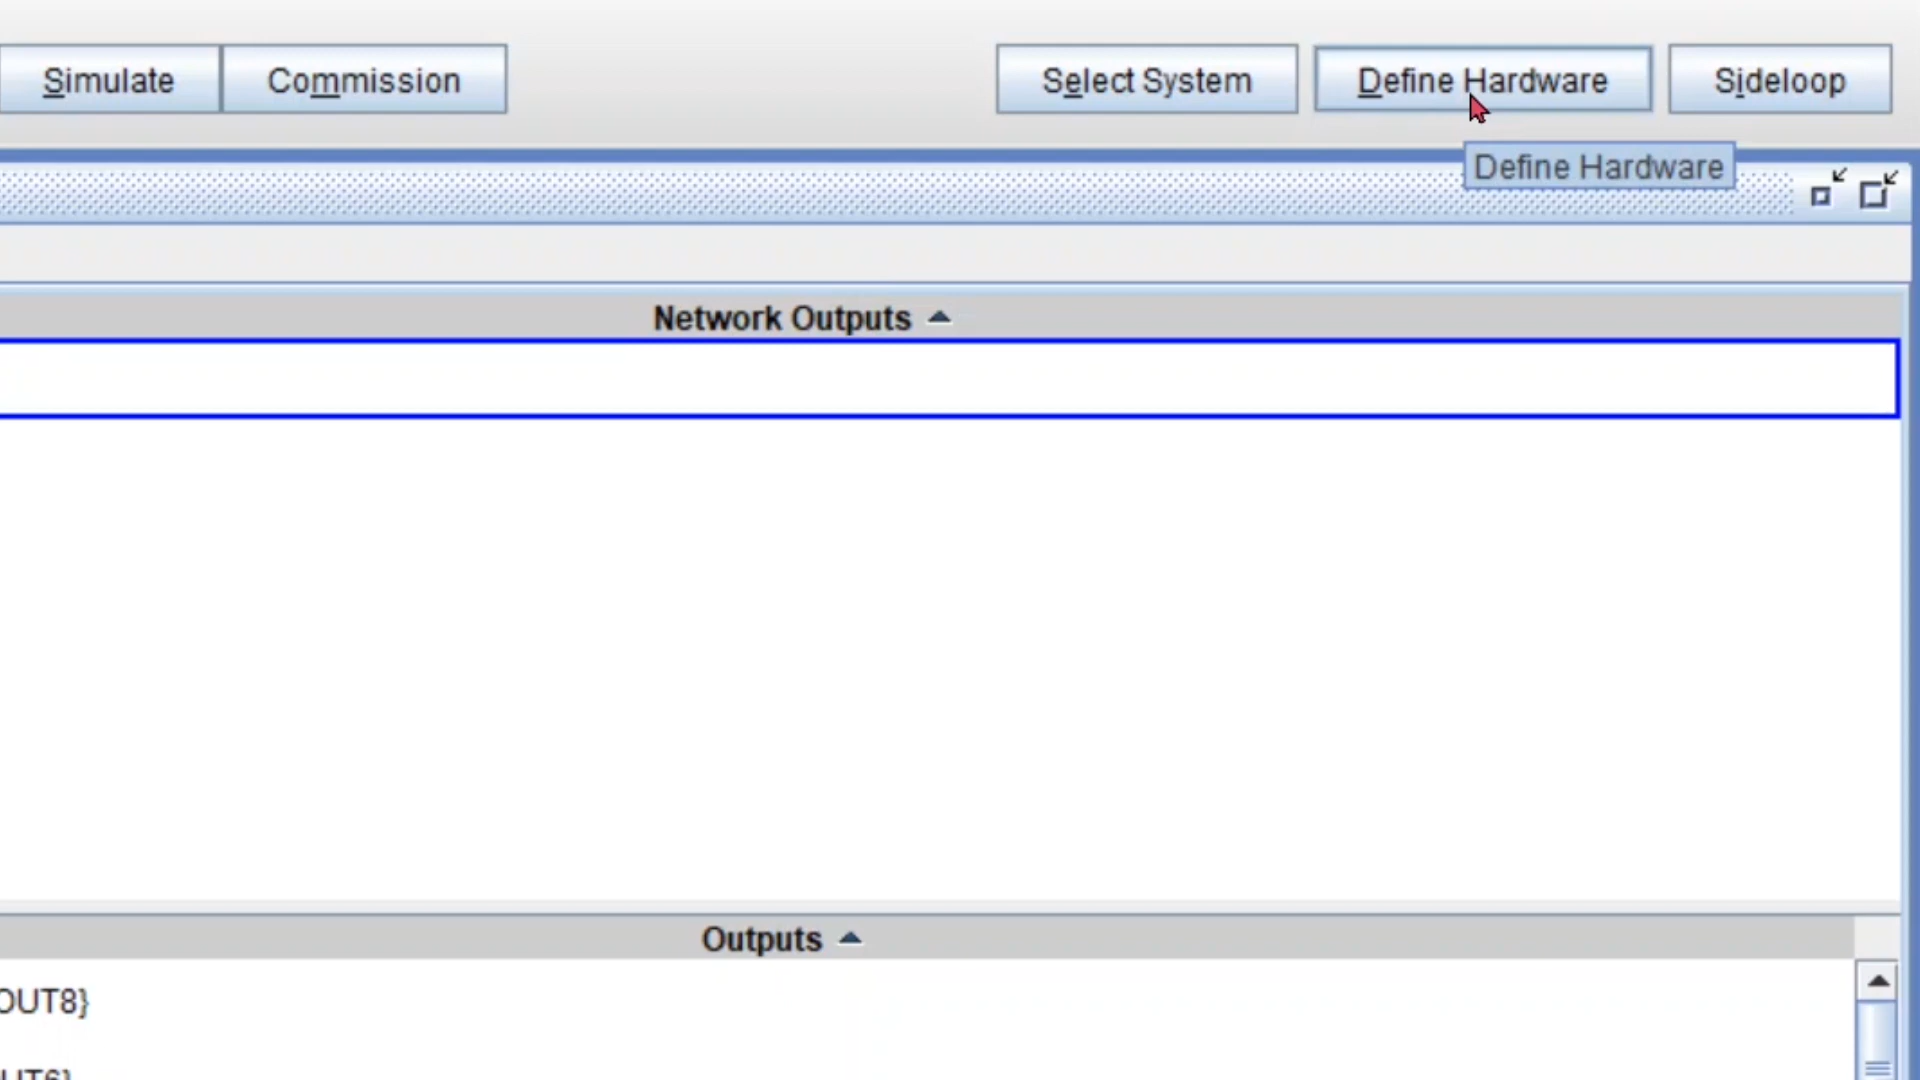 Simulate Commission Select System Define Hardware Sideloop
Define Hardware
Network Outputs
Outputs
OUT8}